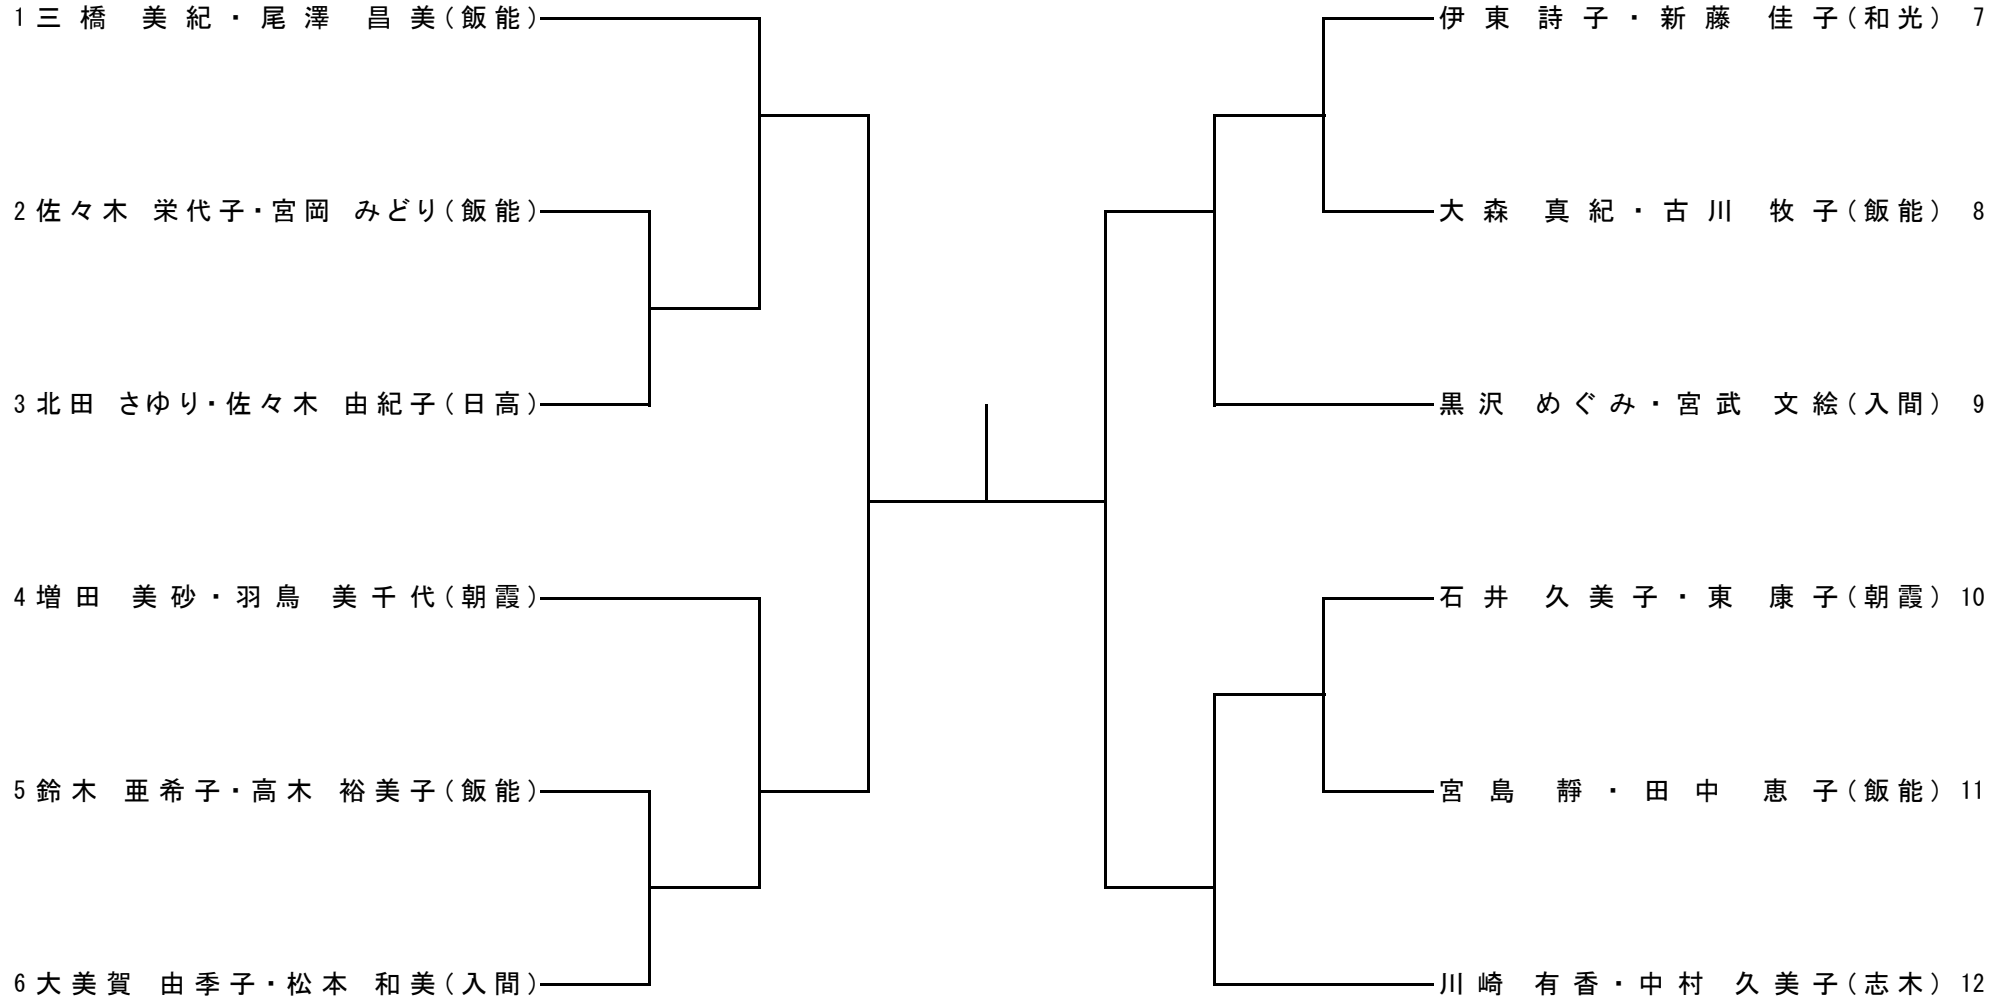 1 三橋 美紀・尾澤 昌美(飯能)
2 佐々木 栄代子・宮岡 みどり(飯能)
3 北田 さゆり・佐々木 由紀子(日高)
4 増田 美砂・羽鳥 美千代(朝霞)
5 鈴木 亜希子・高木 裕美子(飯能)
6 大美賀 由季子・松本 和美(入間)
伊東 詩子・新藤 佳子(和光) 7
大森 真紀・古川 牧子(飯能) 8
黒沢 めぐみ・宮武 文絵(入間) 9
石井 久美子・東 康子(朝霞) 10
宮島 靜・田中 恵子(飯能) 11
川崎 有香・中村 久美子(志木) 12